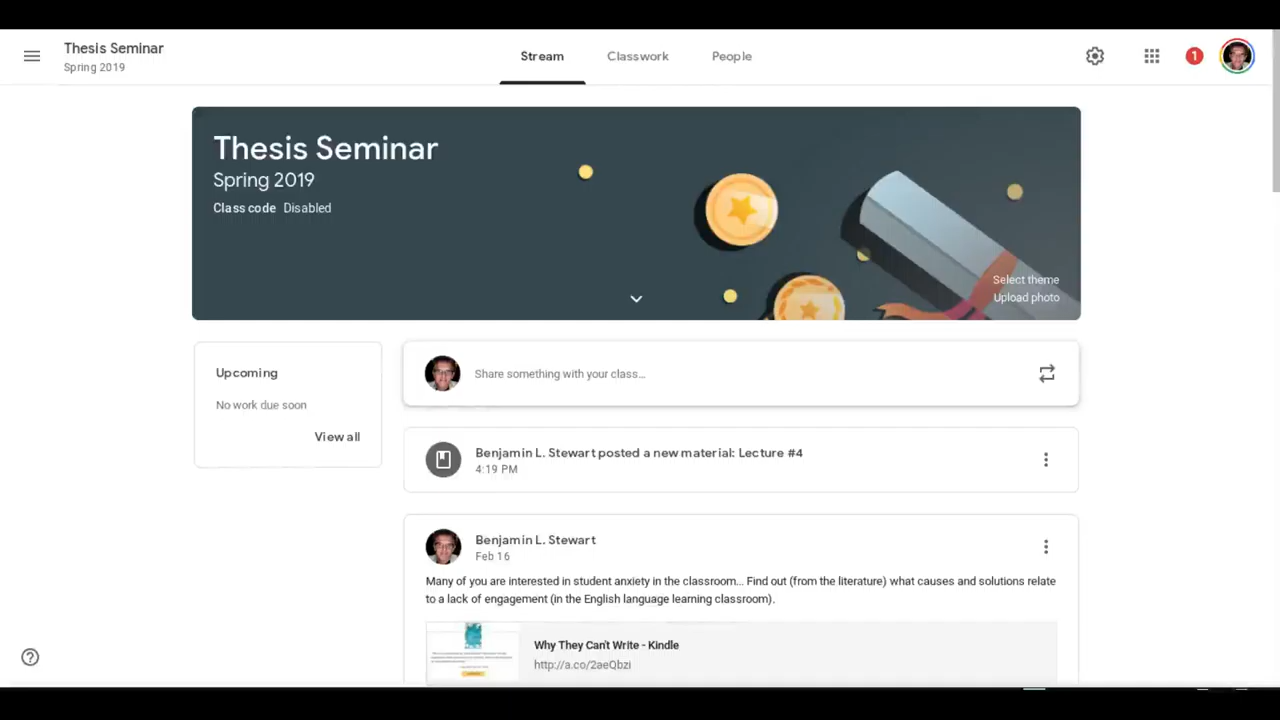 Thesis Seminar
Spring 2019
Stream
Classwork
People
1
Thesis Seminar
Spring 2019
Class code Disabled
Select theme
Upload photo
Upcoming
No work due soon
View all
Share something with your class...
Benjamin L. Stewart posted a new material: Lecture #4
4:19 PM
Benjamin L. Stewart
Feb 16
Many of you are interested in student anxiety in the classroom... Find out (from the literature) what causes and solutions relate
to a lack of engagement (in the English language learning classroom).
Why They Can't Write - Kindle
http://a.co/2aeQbzi